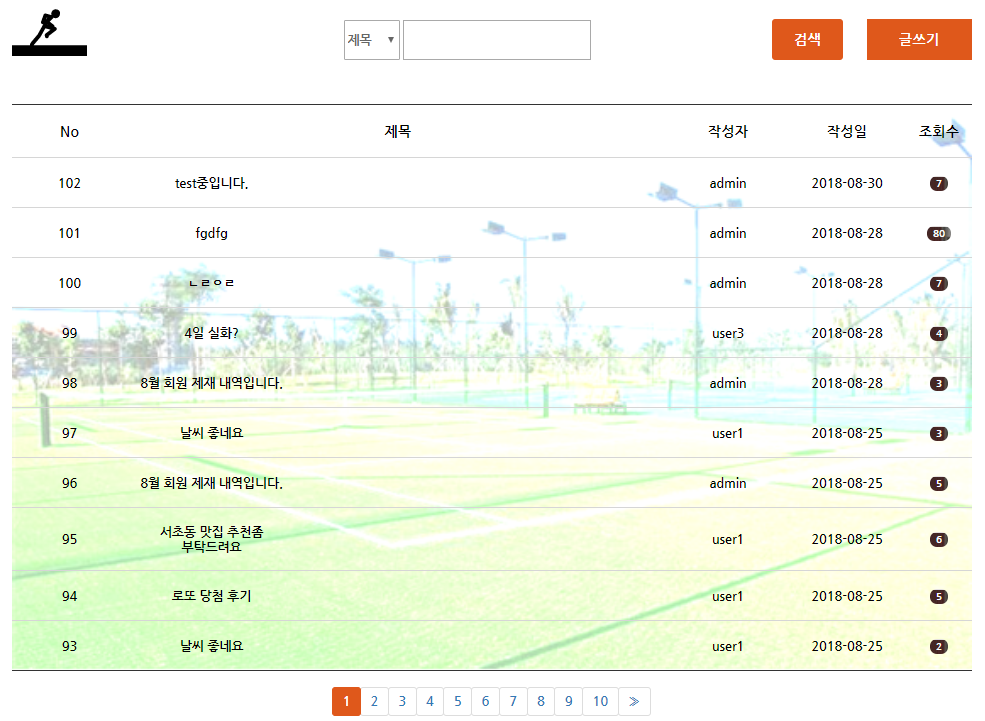 제목 ▼ 검색 글쓰기
No 제목 작성자 작성일 조회수
102 test중입니다. admin 2018-08-30 7
101 fgdfg admin 2018-08-28 80
100 ㄴㄹㅇㄹ admin 2018-08-28 7
99 4일 실화? user3 2018-08-28 4
98 8월 회원 제재 내역입니다. admin 2018-08-28 3
97 날씨 좋네요 user1 2018-08-25 3
96 8월 회원 제재 내역입니다. admin 2018-08-25 5
95 서초동 맛집 추천좀 user1 2018-08-25 6
부탁드려요
94 로또 당첨 후기 user1 2018-08-25 5
93 날씨 좋네요 user1 2018-08-25 2
1 2 3 4 5 6 7 8 9 10 ≫